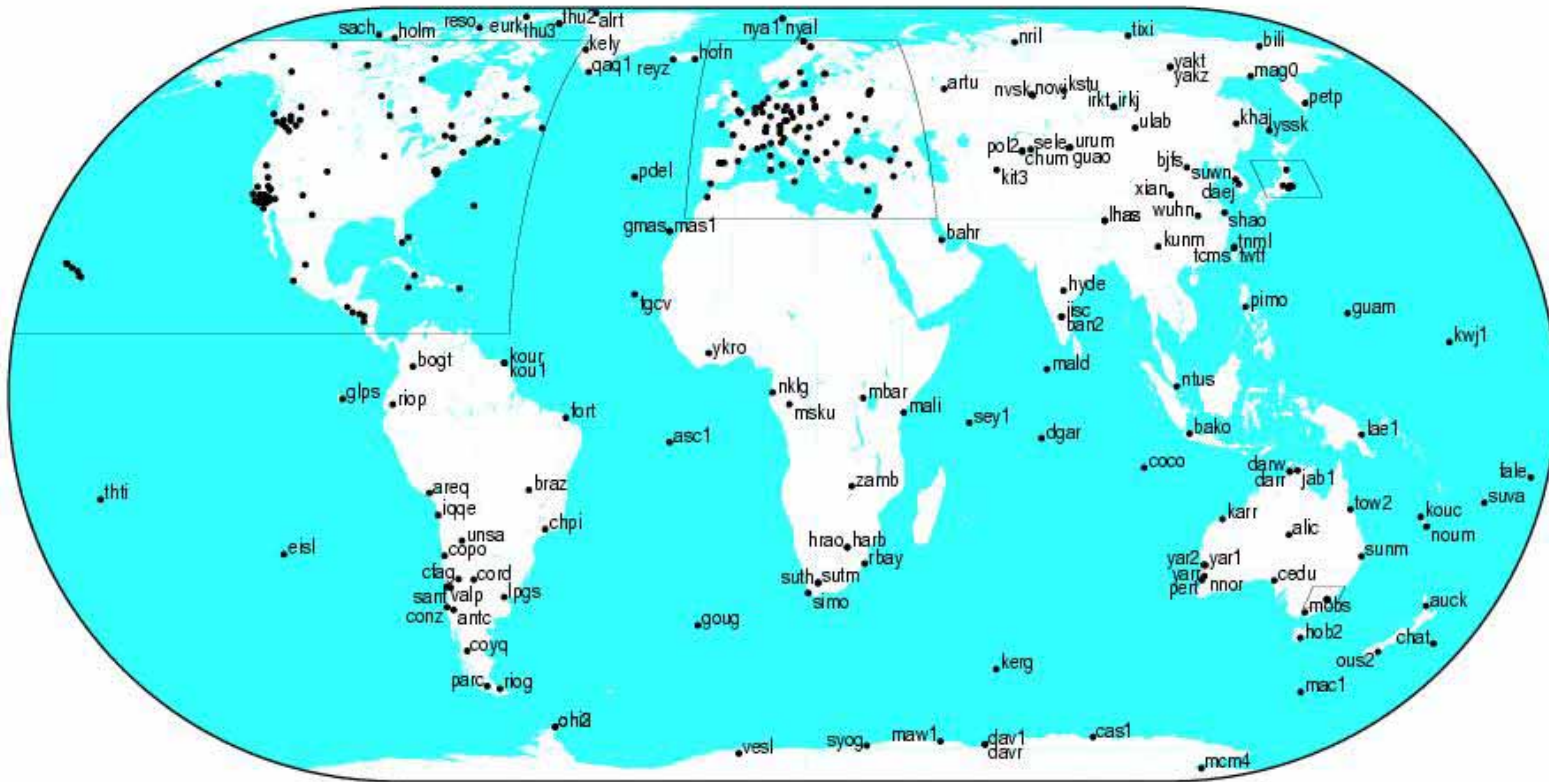 thu2
alrt
sach
holm
reso
eurk
thu3
nya1
nyal
nril
tixi
bili
kely
qaq1
reyz
hofn
artu
nvsk
novj
kstu
irkt
irkj
yakt
yakz
mag0
petp
ulab
khaj
yssk
pol2
sele
urum
chum
guao
kit3
bjfs
suwn
daej
pdel
xian
wuhn
shao
gmas
mas1
bahr
lhas
kunm
tnml
tcms
twtf
tgcv
hyde
iisc
ban2
pimo
guam
kwj1
bogt
kour
kou1
ykro
mald
ntus
glps
riop
fort
nklg
msku
mbar
mali
sey1
asc1
dgar
bako
lae1
coco
darw
darr
jab1
fale
thti
areq
braz
zamb
suva
iqqe
chpi
karr
tow2
kouc
noum
alic
eisl
unsa
copo
hrao
harb
rbay
yar2
yar1
sunm
cfag
cord
suth
sutm
simo
yarr
pert
nnor
cedu
sant
valp
lpgs
conz
antc
mobs
auck
goug
hob2
chat
coyq
ous2
kerg
parc
riog
mac1
vesl
syog
maw1
dav1
davr
cas1
mcm4